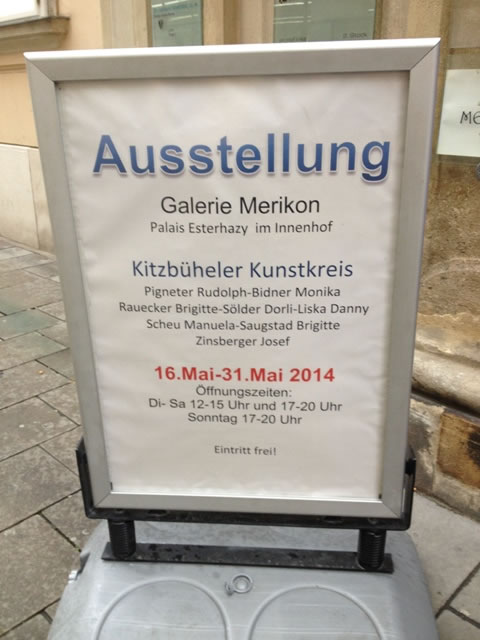 Ausstellung
Galerie Merikon
Palais Esterhazy im Innenhof
Kitzbüheler Kunstkreis
Pigneter Rudolph-Bidner Monika
Rauecker Brigitte-Sölder Dorli-Liska Danny
Scheu Manuela-Saugstad Brigitte
Zinsberger Josef
16.Mai-31.Mai 2014
Öffnungszeiten:
Di- Sa 12-15 Uhr und 17-20 Uhr
Sonntag 17-20 Uhr
Eintritt frei!